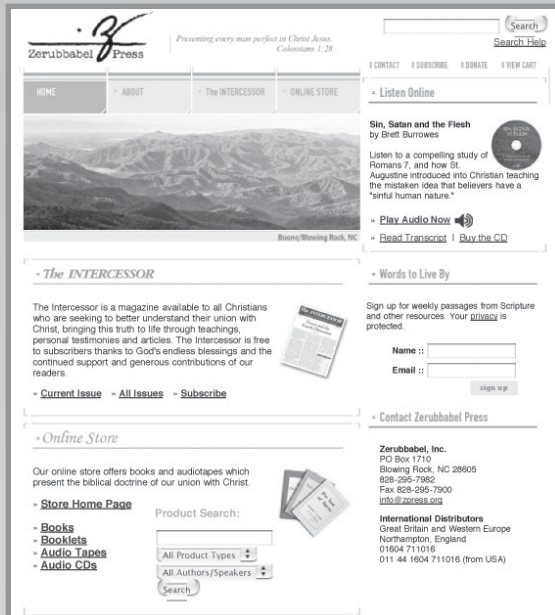 Zerubbabel Press
Presenting every man perfect in Christ Jesus.
Colossians 1:28
Search
Search Help
CONTACT SUBSCRIBE DONATE VIEW CART
HOME ABOUT The INTERCESSOR ONLINE STORE
Boone/Blowing Rock, NC
The INTERCESSOR
The Intercessor is a magazine available to all Christians
who are seeking to better understand their union with
Christ, bringing this truth to life through teachings,
personal testimonies and articles. The Intercessor is free
to subscribers thanks to God's endless blessings and the
continued support and generous contributions of our
readers.
» Current Issue » All Issues » Subscribe
Online Store
Our online store offers books and audiotapes which
present the biblical doctrine of our union with Christ.
» Store Home Page
» Books
» Booklets
» Audio Tapes
» Audio CDs
Product Search:
All Product Types
All Authors/Speakers
Search
Listen Online
Sin, Satan and the Flesh
by Brett Burrowes
Listen to a compelling study of
Romans 7, and how St.
Augustine introduced into Christian teaching
the mistaken idea that believers have a
"sinful human nature."
» Play Audio Now
» Read Transcript | Buy the CD
SIN, SATAN
Words to Live By
Sign up for weekly passages from Scripture
and other resources. Your privacy is
protected.
Name ::
Email ::
sign up
Contact Zerubbabel Press
Zerubbabel, Inc.
PO Box 1710
Blowing Rock, NC 28605
828-295-7982
Fax 828-295-7900
info@zpress.org
International Distributors
Great Britain and Western Europe
Northampton, England
01604 711016
011 44 1604 711016 (from USA)